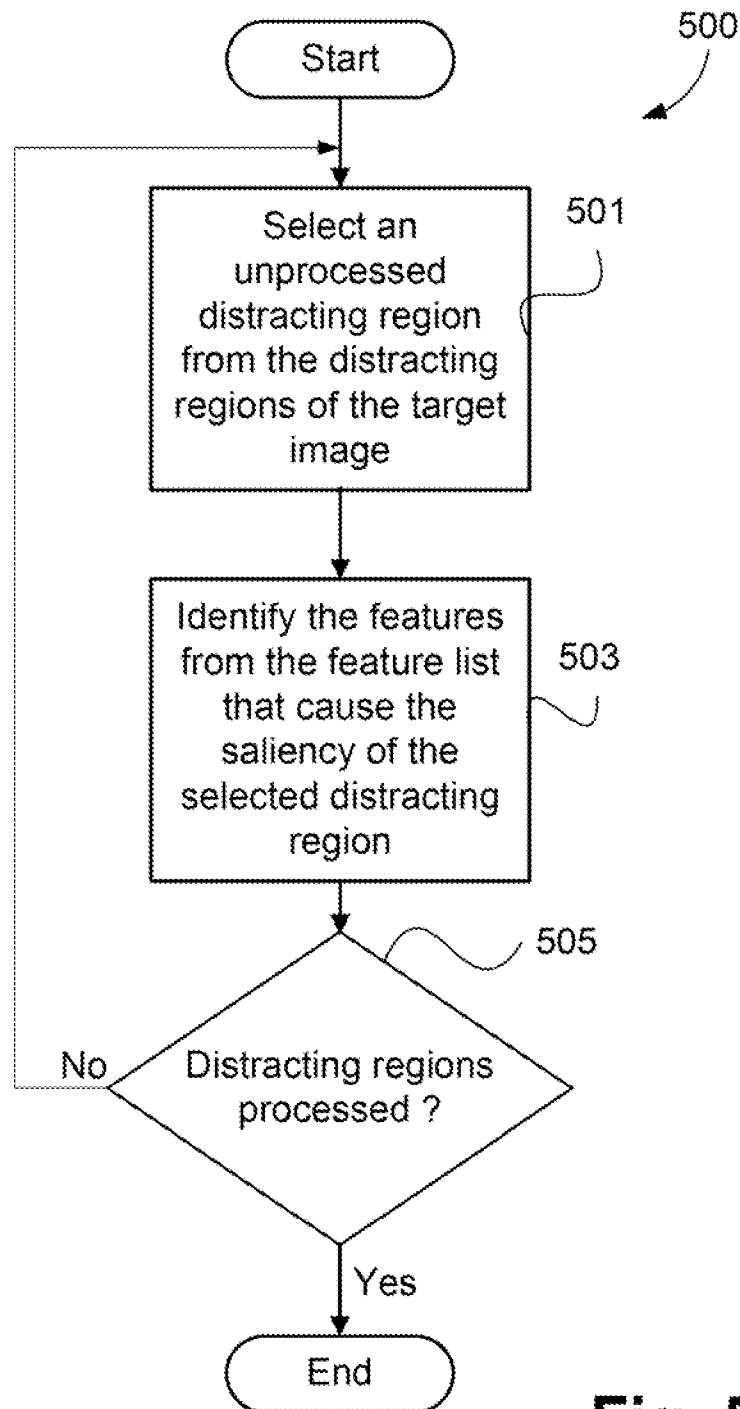 500
Start
501
Select an
unprocessed
distracting region
from the distracting
regions of the target
image
503
Identify the features
from the feature list
that cause the
saliency of the
selected distracting
region
505
No
Distracting regions
processed ?
Yes
End